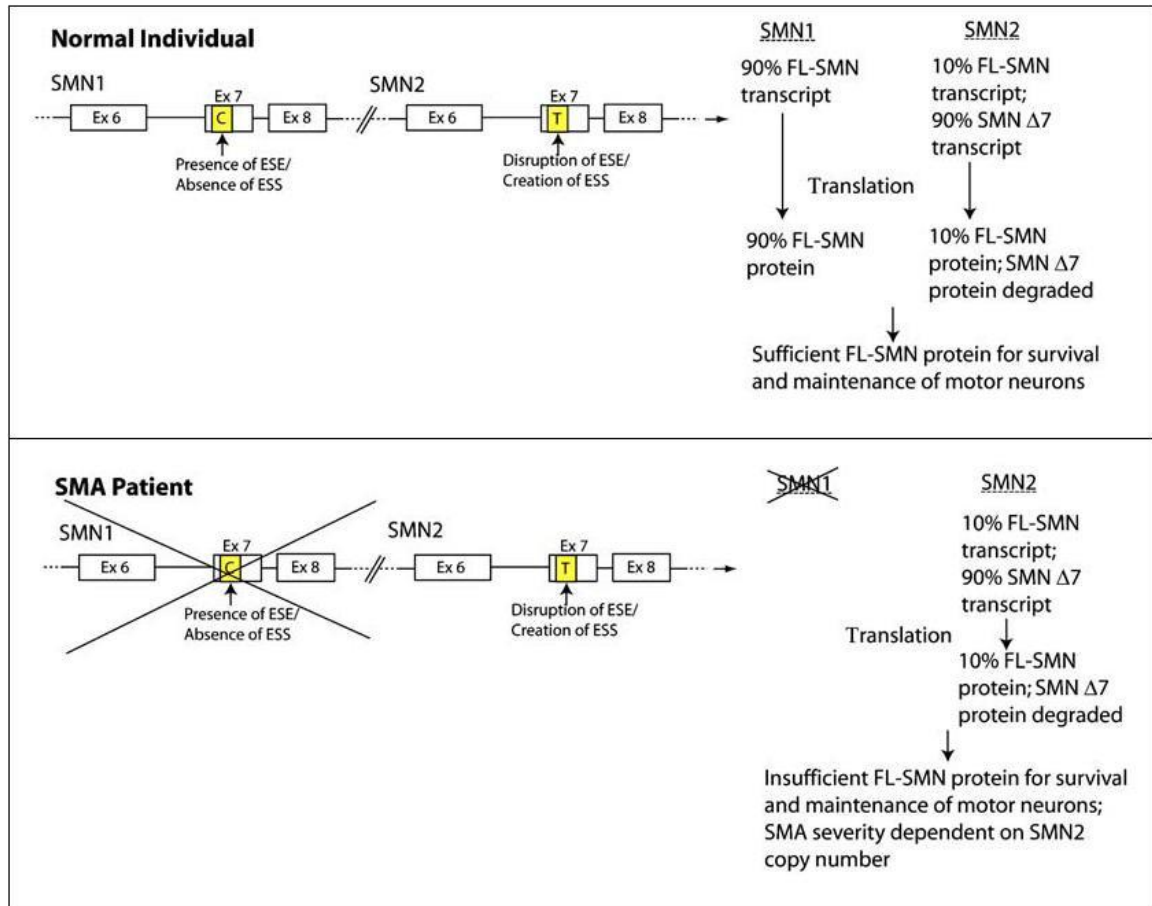 Normal Individual
SMN1
Ex 6
Ex 7
C
Ex 8
Presence of ESE/
Absence of ESS
SMN2
Ex 6
Ex 7
T
Ex 8
Disruption of ESE/
Creation of ESS
SMN1
90% FL-SMN
transcript
SMN2
10% FL-SMN
transcript;
90% SMN Δ7
transcript
Translation
90% FL-SMN
protein
10% FL-SMN
protein; SMN Δ7
protein degraded
Sufficient FL-SMN protein for survival
and maintenance of motor neurons
SMA Patient
SMN1
Ex 6
Ex 7
C
Ex 8
Presence of ESE/
Absence of ESS
SMN2
Ex 6
Ex 7
T
Ex 8
Disruption of ESE/
Creation of ESS
SMN1
SMN2
10% FL-SMN
transcript;
90% SMN Δ7
transcript
Translation
10% FL-SMN
protein; SMN Δ7
protein degraded
Insufficient FL-SMN protein for survival
and maintenance of motor neurons;
SMA severity dependent on SMN2
copy number